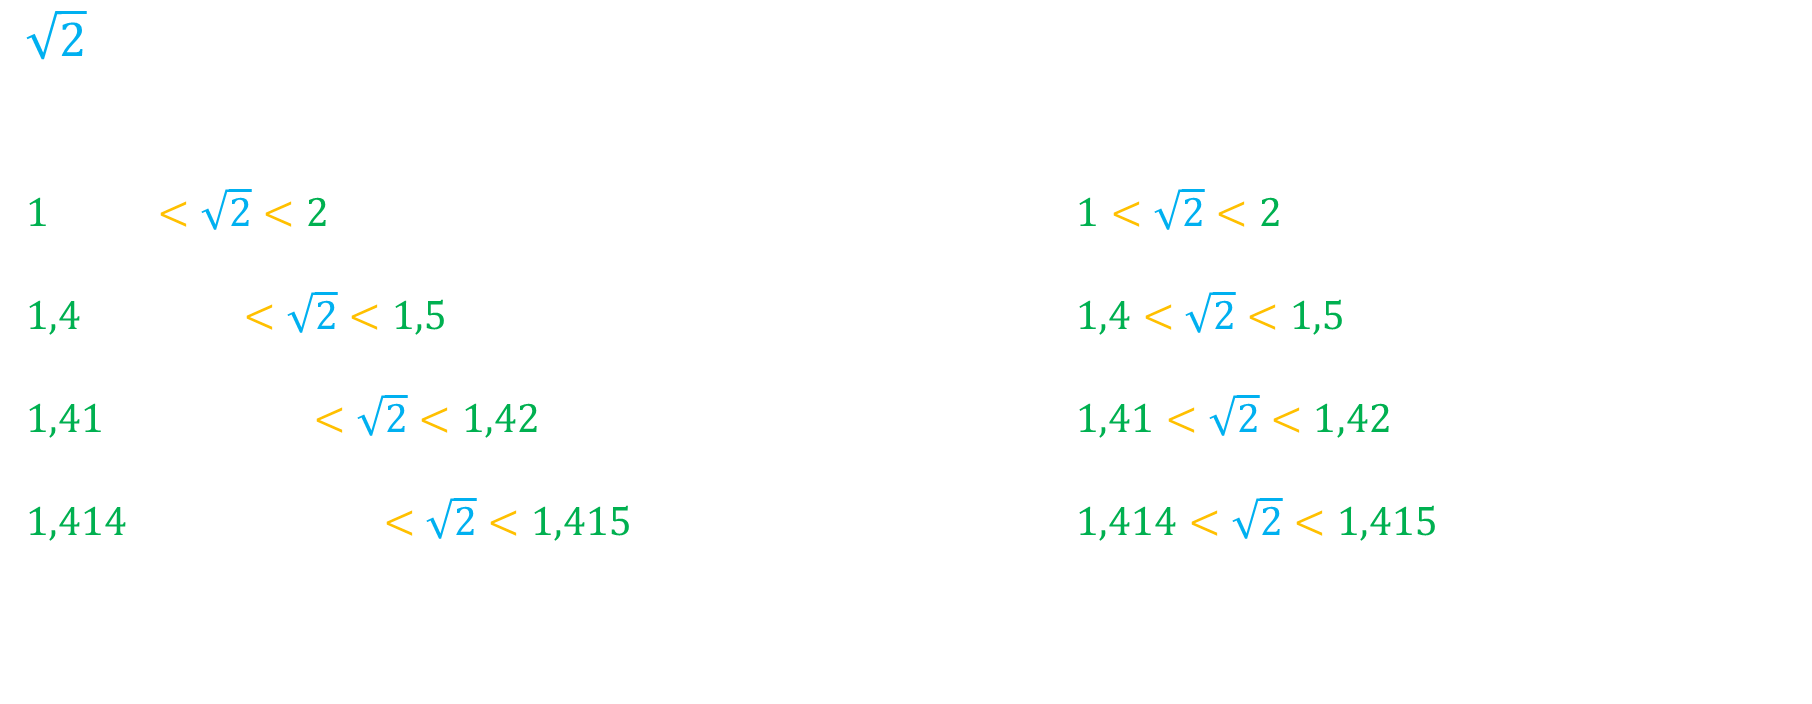 √2
1 < √2 < 2 1 < √2 < 2
1,4 < √2 < 1,5 1,4 < √2 < 1,5
1,41 < √2 < 1,42 1,41 < √2 < 1,42
1,414 < √2 < 1,415 1,414 < √2 < 1,415